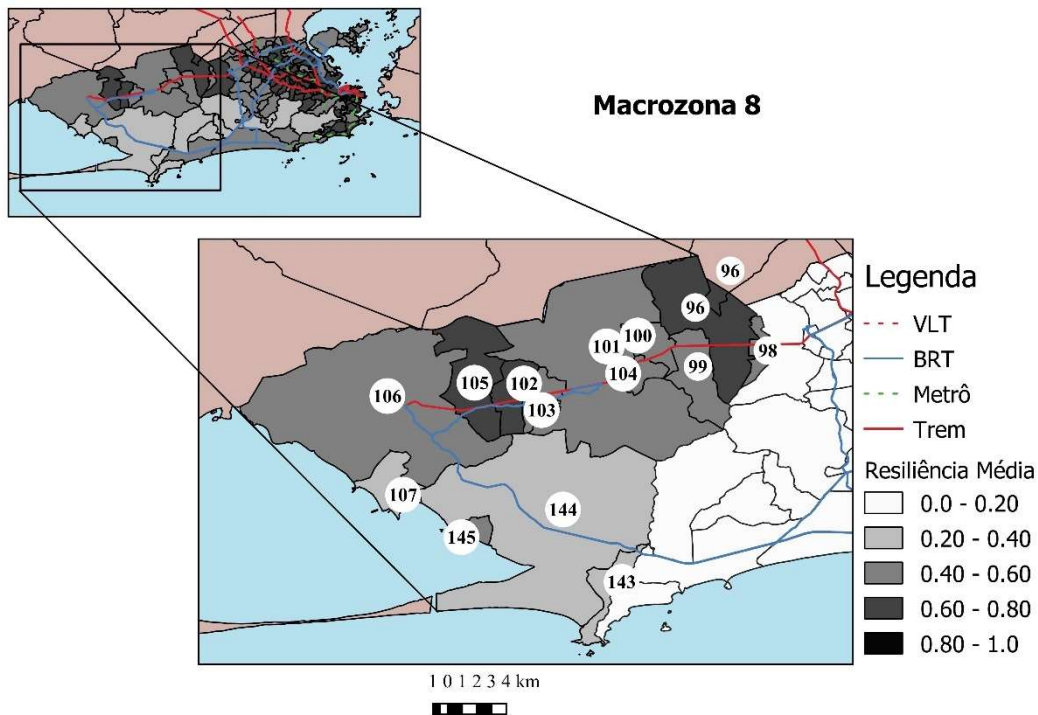 Macrozona 8
96
96
100
101
98
99
104
105
102
106
103
107
144
145
143
Legenda
VLT
BRT
Metrô
Trem
Resiliência Média
0.0 - 0.20
0.20 - 0.40
0.40 - 0.60
0.60 - 0.80
0.80 - 1.0
1 0 1 2 3 4 km